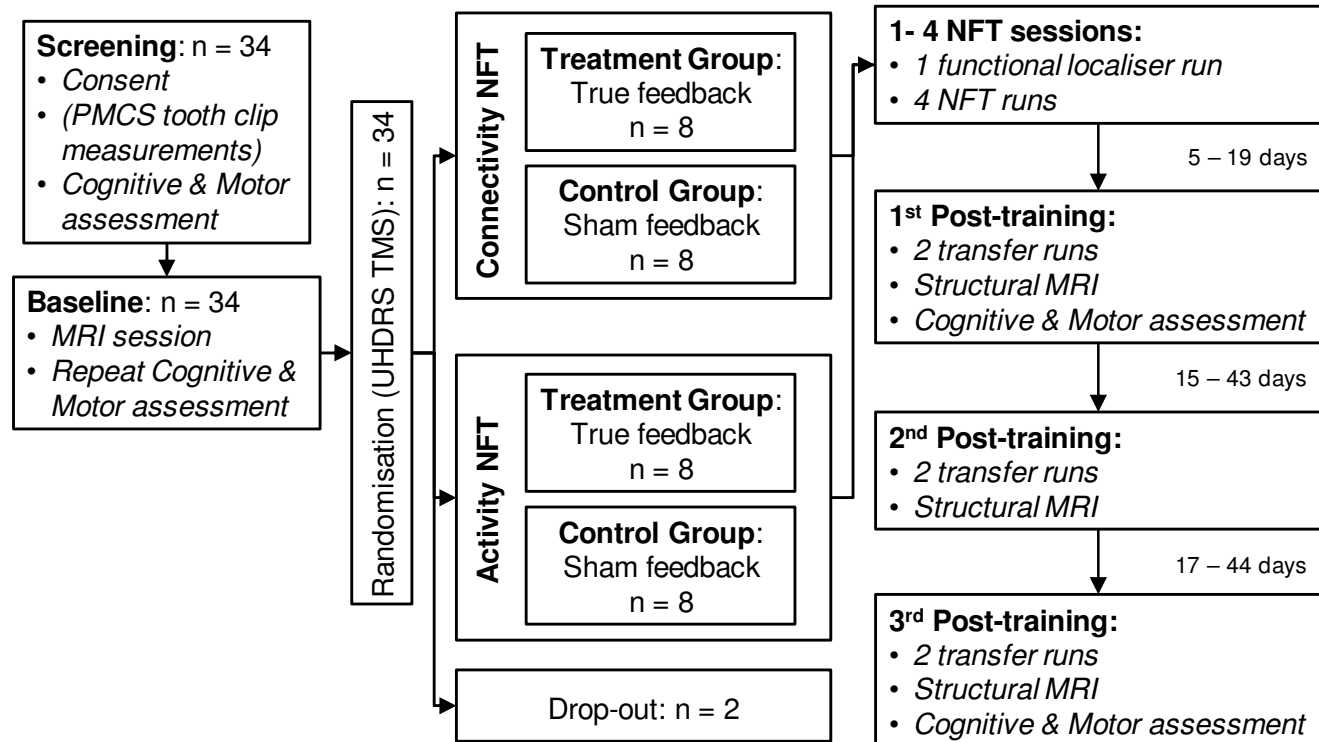 Screening: n = 34
• Consent
• (PMCS tooth clip
measurements)
• Cognitive & Motor
assessment
Baseline: n = 34
• MRI session
• Repeat Cognitive &
Motor assessment
Randomisation (UHDRS TMS): n = 34
Connectivity NFT
Treatment Group:
True feedback
n = 8
Control Group:
Sham feedback
n = 8
Activity NFT
Treatment Group:
True feedback
n = 8
Control Group:
Sham feedback
n = 8
Drop-out: n = 2
1- 4 NFT sessions:
• 1 functional localiser run
• 4 NFT runs
5 – 19 days
1st Post-training:
• 2 transfer runs
• Structural MRI
• Cognitive & Motor assessment
15 – 43 days
2nd Post-training:
• 2 transfer runs
• Structural MRI
17 – 44 days
3rd Post-training:
• 2 transfer runs
• Structural MRI
• Cognitive & Motor assessment